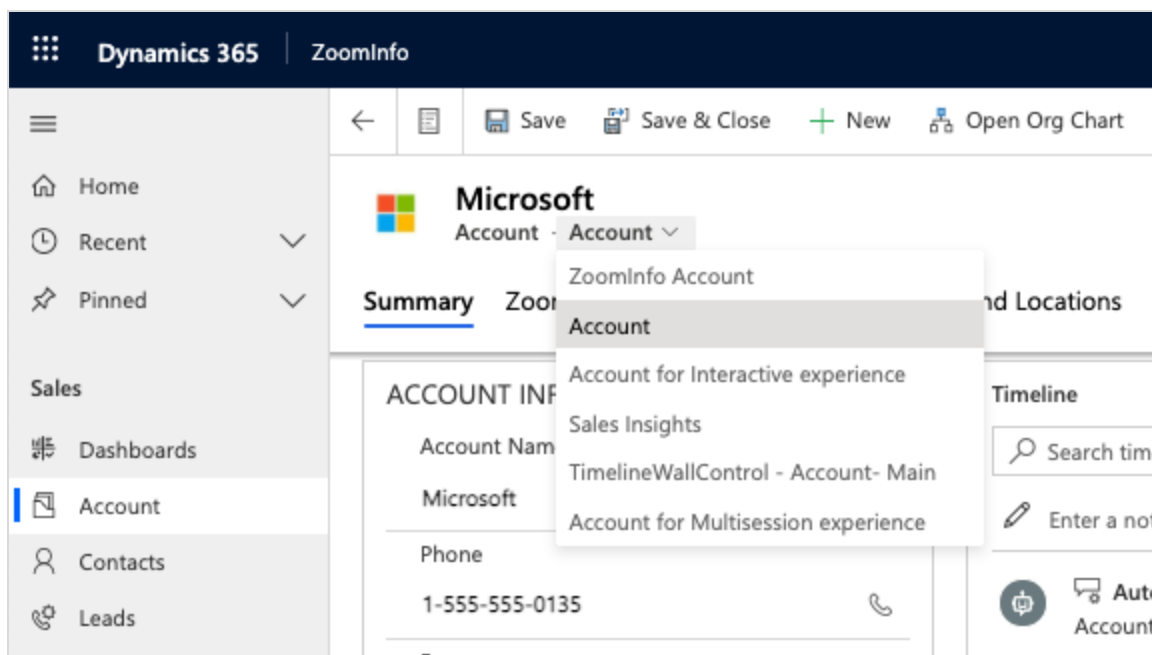 Dynamics 365 ZoomInfo
Save Save & Close New Open Org Chart
Home
Recent
Pinned
Sales
Dashboards
Account
Contacts
Leads
Microsoft
Account - Account
ZoomInfo Account
Account
Account for Interactive experience
Sales Insights
TimelineWallControl - Account- Main
Account for Multisession experience
Summary Zoo nd Locations
ACCOUNT INF
Account Nam
Microsoft
Phone
1-555-555-0135
Timeline
Search tim
Enter a not
Auto
Account